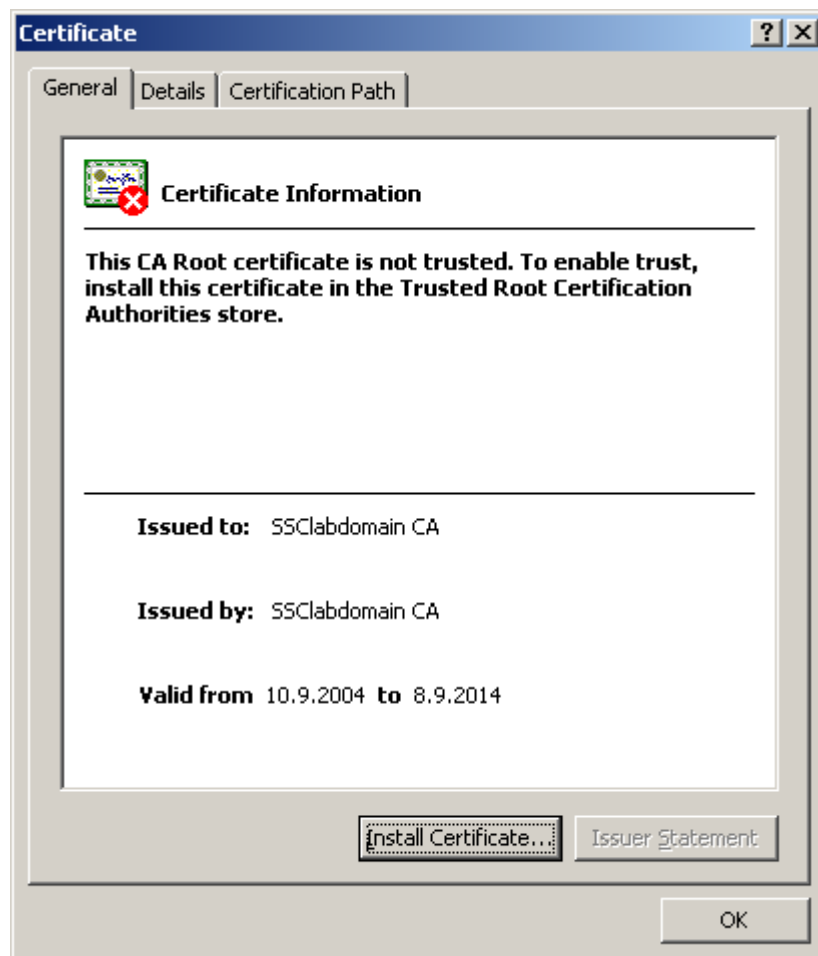 Certificate
General Details Certification Path
Certificate Information
This CA Root certificate is not trusted. To enable trust,
install this certificate in the Trusted Root Certification
Authorities store.
Issued to: SSClabdomain CA
Issued by: SSClabdomain CA
Valid from 10.9.2004 to 8.9.2014
Install Certificate... Issuer Statement
OK